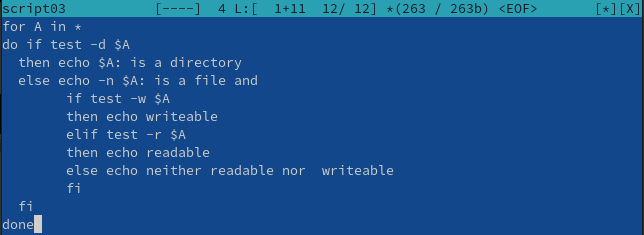 script03           [----]  4 L:[  1+11  12/ 12] *(263 / 263b) <EOF>       [*][X]
for A in *
do if test -d $A
  then echo $A: is a directory
  else echo -n $A: is a file and
        if test -w $A
        then echo writeable
        elif test -r $A
        then echo readable
        else echo neither readable nor  writeable
        fi
  fi
done